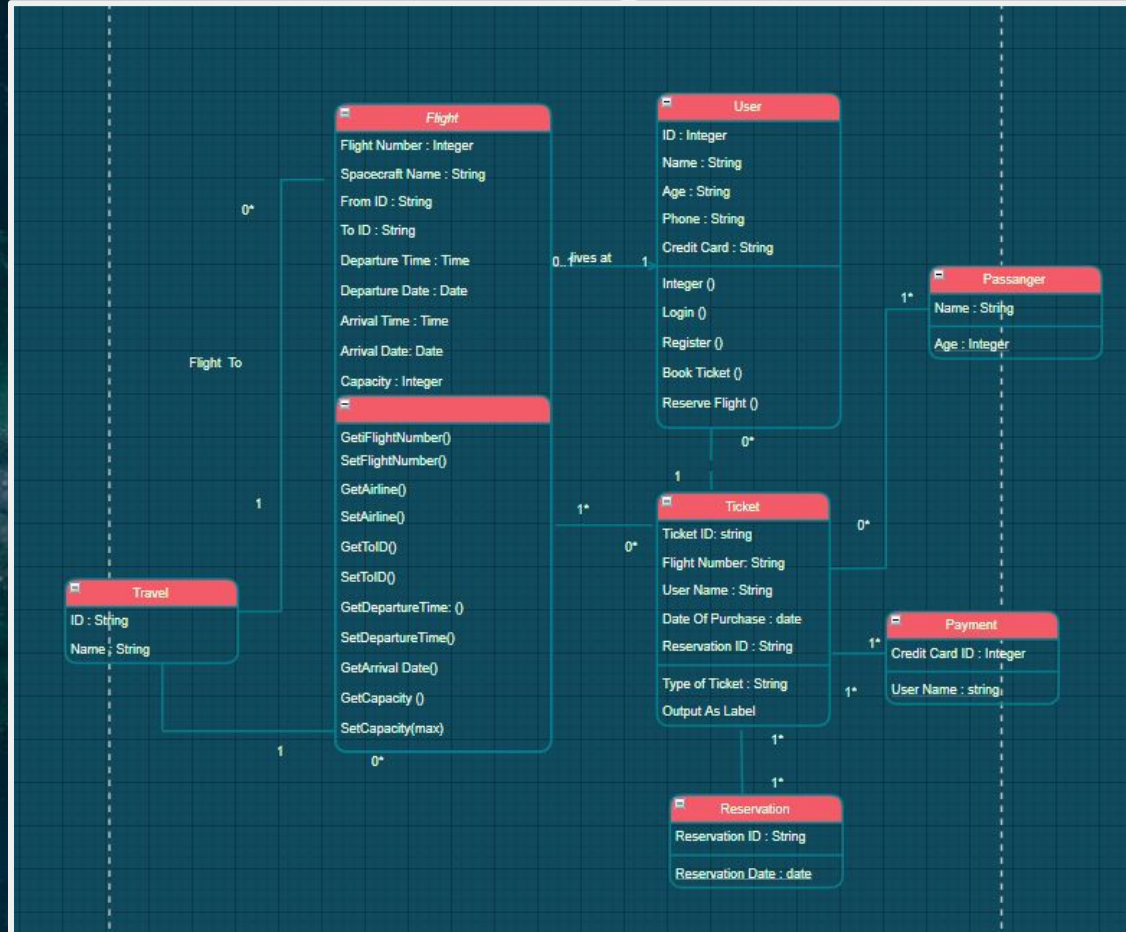 Flight
Flight Number : Integer
Spacecraft Name : String
From ID : String
To ID : String
Departure Time : Time
Departure Date : Date
Arrival Time : Time
Arrival Date: Date
Capacity : Integer
GetiFlightNumber()
SetFlightNumber()
GetAirline()
SetAirline()
GetToID()
SetToID()
GetDepartureTime: ()
SetDepartureTime()
GetArrival Date()
GetCapacity ()
SetCapacity(max)
User
ID : Integer
Name : String
Age : String
Phone : String
Credit Card : String
Integer ()
Login ()
Register ()
Book Ticket ()
Reserve Flight ()
0..1
lives at
1
Passanger
Name : String
Age : Integer
1*
0*
0*
1
Ticket
Ticket ID: string
Flight Number: String
User Name : String
Date Of Purchase : date
Reservation ID : String
Type of Ticket : String
Output As Label
1*
0*
Payment
Credit Card ID : Integer
User Name : string
1*
1*
1*
1*
Reservation
Reservation ID : String
Reservation Date : date
Travel
ID : String
Name : String
0*
Flight To
1
1
0*